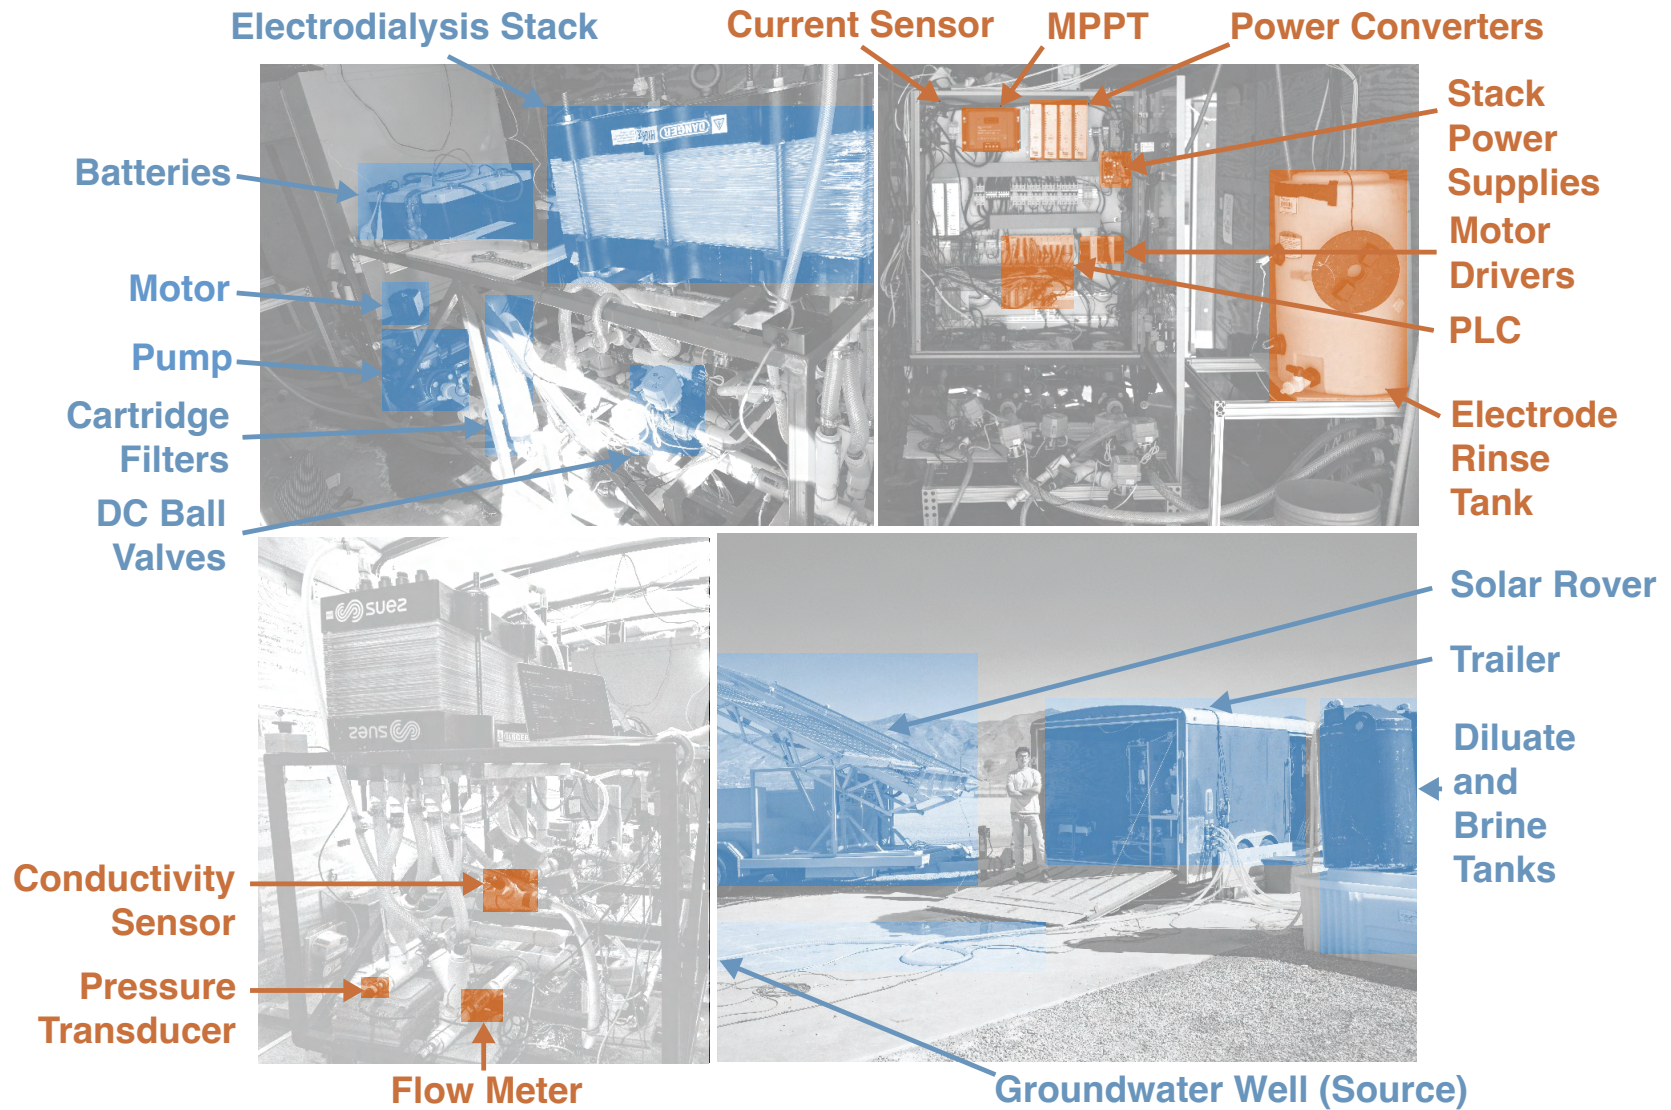 Electrodialysis Stack
Current Sensor
MPPT
Power Converters
Stack
Power
Supplies
Batteries
Motor
Drivers
Motor
PLC
Pump
Cartridge
Filters
Electrode
Rinse
Tank
DC Ball
Valves
DANGER
suez
suez
Solar Rover
Trailer
Diluate
and
Brine
Tanks
Conductivity
Sensor
Pressure
Transducer
Flow Meter
Groundwater Well (Source)